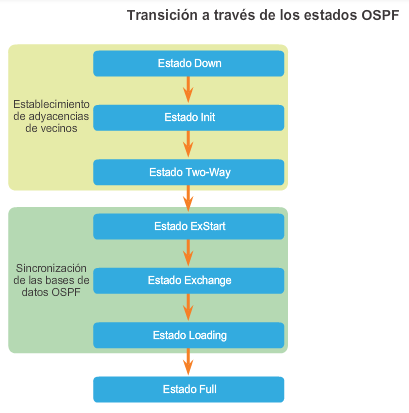 Transición a través de los estados OSPF
Estado Down
Establecimiento
de adyacencias
de vecinos
Estado Init
Estado Two-Way
Estado ExStart
Sincronización
de las bases de
datos OSPF
Estado Exchange
Estado Loading
Estado Full